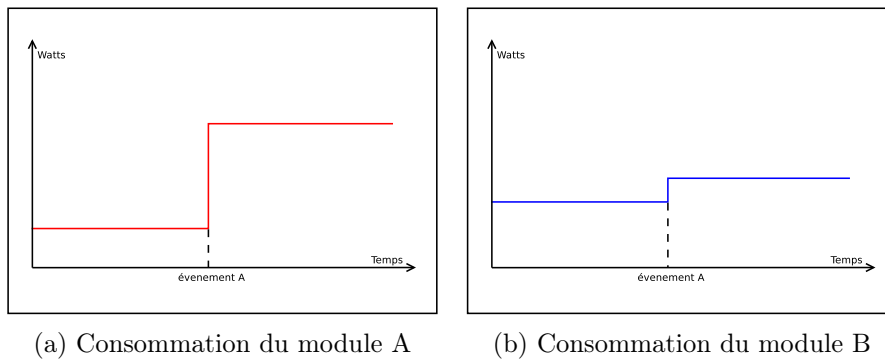 Watts
Temps
évenement A
(a) Consommation du module A
Watts
Temps
évenement A
(b) Consommation du module B